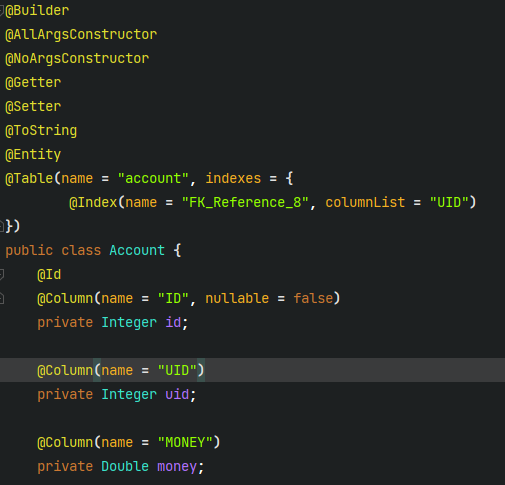 @Builder
@AllArgsConstructor
@NoArgsConstructor
@Getter
@Setter
@ToString
@Entity
@Table(name = "account", indexes = {
        @Index(name = "FK_Reference_8", columnList = "UID")
})
public class Account {
    @Id
    @Column(name = "ID", nullable = false)
    private Integer id;

    @Column(name = "UID")
    private Integer uid;

    @Column(name = "MONEY")
    private Double money;